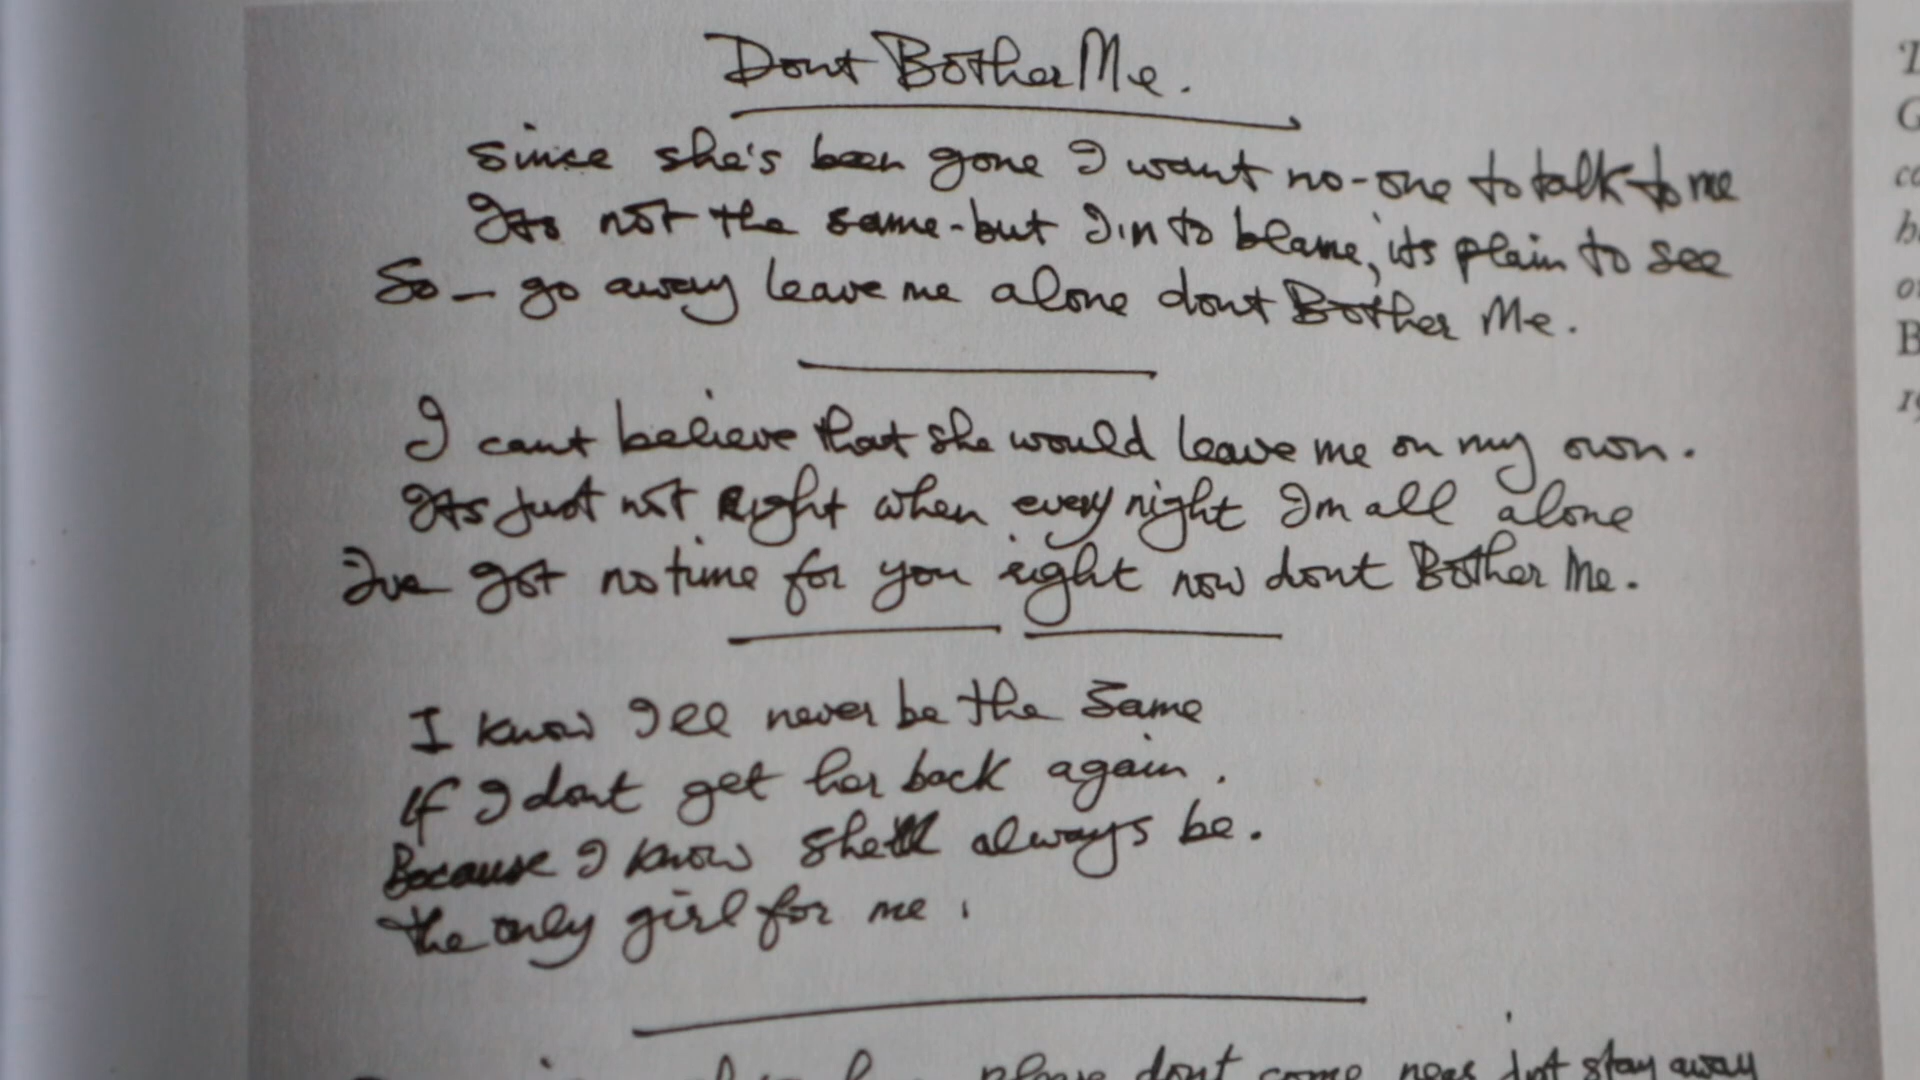 Dont Bother Me.
Since she's been gone I want no-one to talk to me
Its not the same - but I'm to blame, its plain to see
So - go away leave me alone dont Bother Me.
I cant believe that she would leave me on my own.
Its just not Right when every night Im all alone
Ive got no time for you right now dont Bother Me.
I know Ill never be the same
If I dont get her back again.
Because I know shell always be.
the only girl for me.
please dont come near just stay away